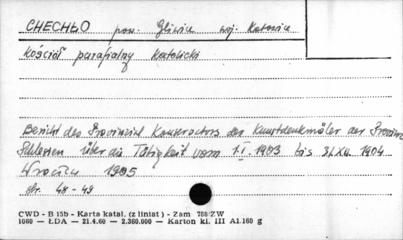 CHECHŁO pow. Gliwice woj. Katowice
Kościół parafialny katolicki
Bericht des Provinzial Konservators der Kunstdenkmäler der Provinz
Schlesien über die Tätigkeit vom 1.I. 1903 bis 31.XII. 1904
Wrocław 1905
str. 48-49
CWD - B 15b - Karta katal. (z liniat) - Zam 788/ZW
1060 — ŁDA — 21.4.60 — 2.360.000 — Karton kl. III A1.160 g